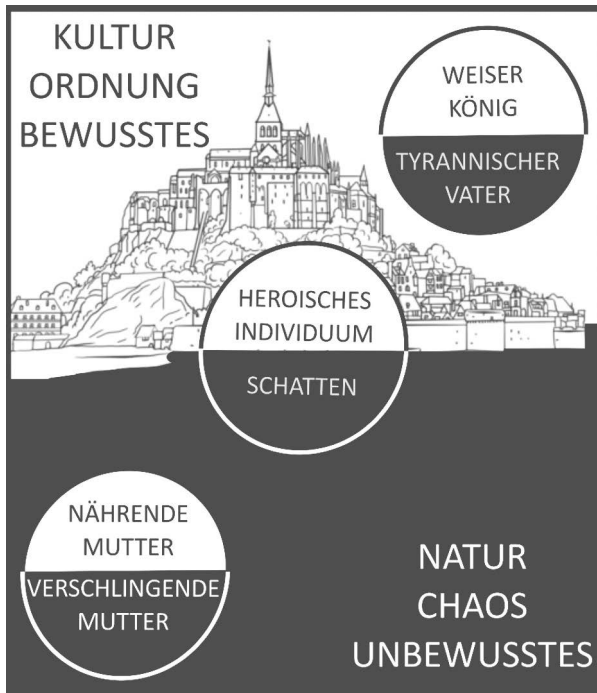 KULTUR
ORDNUNG
BEWUSSTES
WEISER
KÖNIG
TYRANNISCHER
VATER
HEROISCHES
INDIVIDUUM
SCHATTEN
NÄHRENDE
MUTTER
VERSCHLINGENDE
MUTTER
NATUR
CHAOS
UNBEWUSSTES